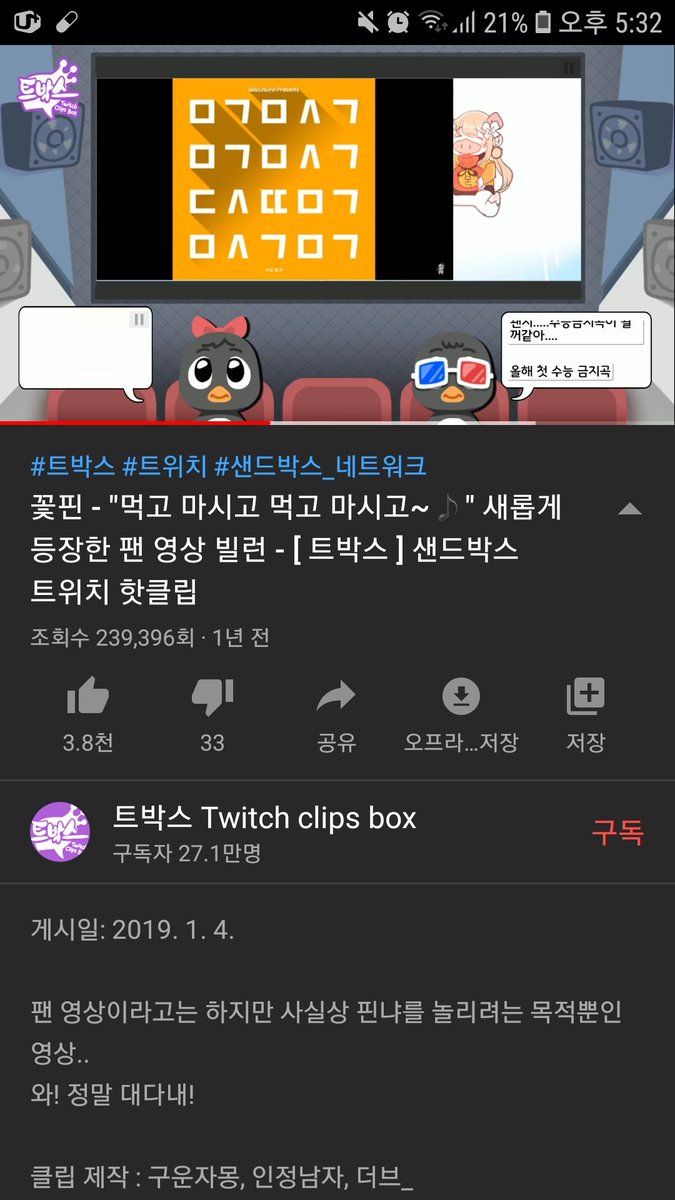 21% 오후 5:32
트박스
Twitch
Clips Box
ㅁㄱㅁㅅㄱ
ㅁㄱㅁㅅㄱ
ㄷㅅㄸㅁㄱ
ㅁㅅㄱㅁㄱ
꺼같아....
올해 첫 수능 금지곡
#트박스 #트위치 #샌드박스_네트워크
꽃핀 - "먹고 마시고 먹고 마시고~♪" 새롭게
등장한 팬 영상 빌런 - [ 트박스 ] 샌드박스
트위치 핫클립
조회수 239,396회 · 1년 전
3.8천 33 공유 오프라...저장 저장
트박스 Twitch clips box
구독
구독자 27.1만명
게시일: 2019. 1. 4.
팬 영상이라고는 하지만 사실상 핀냐를 놀리려는 목적뿐인
영상..
와! 정말 대다내!
클립 제작 : 구운자몽, 인정남자, 더브_